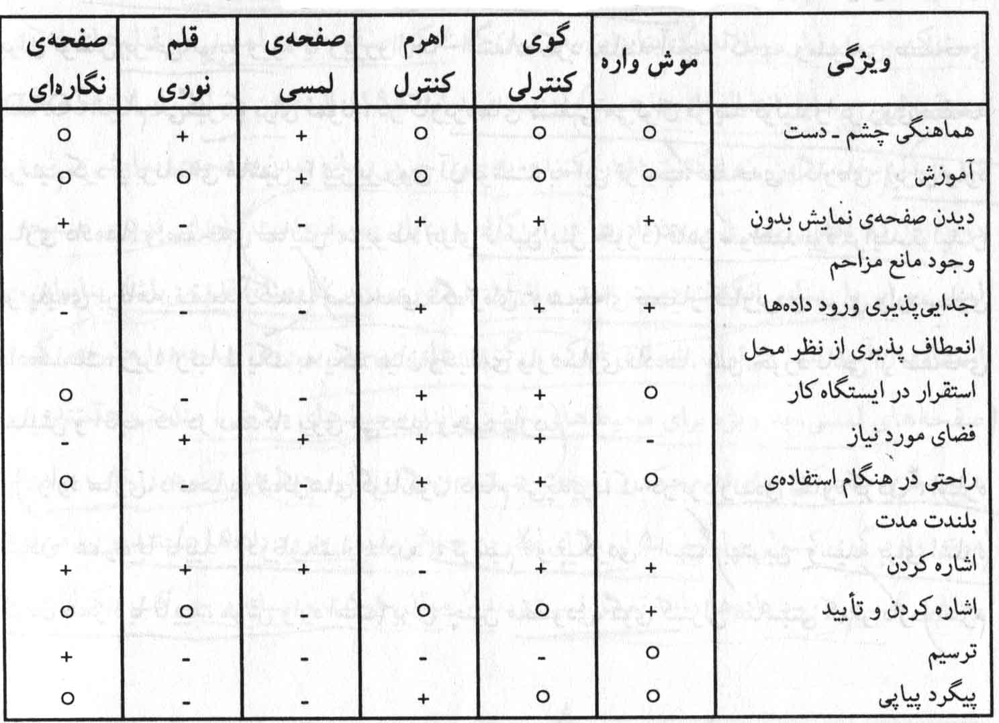 ویژگی | موش واره | گوی کنترلی | اهرم کنترل | صفحه‌ی لمسی | قلم نوری | صفحه‌ی نگاره‌ای
هماهنگی چشم ـ دست | o | o | o | + | + | o
آموزش | o | o | o | + | o | o
دیدن صفحه‌ی نمایش بدون | + | + | + | - | - | +
وجود مانع مزاحم
جدایی‌پذیری ورود داده‌ها | + | + | + | - | - | -
انعطاف پذیری از نظر محل
استقرار در ایستگاه کار | o | + | + | - | - | o
فضای مورد نیاز | - | + | + | + | + | -
راحتی در هنگام استفاده‌ی | o | + | + | - | - | o
بلندت مدت
اشاره کردن | + | + | - | + | + | +
اشاره کردن و تأیید | + | o | o | - | o | o
ترسیم | o | - | - | - | - | +
پیگرد پیاپی | o | o | + | - | - | o